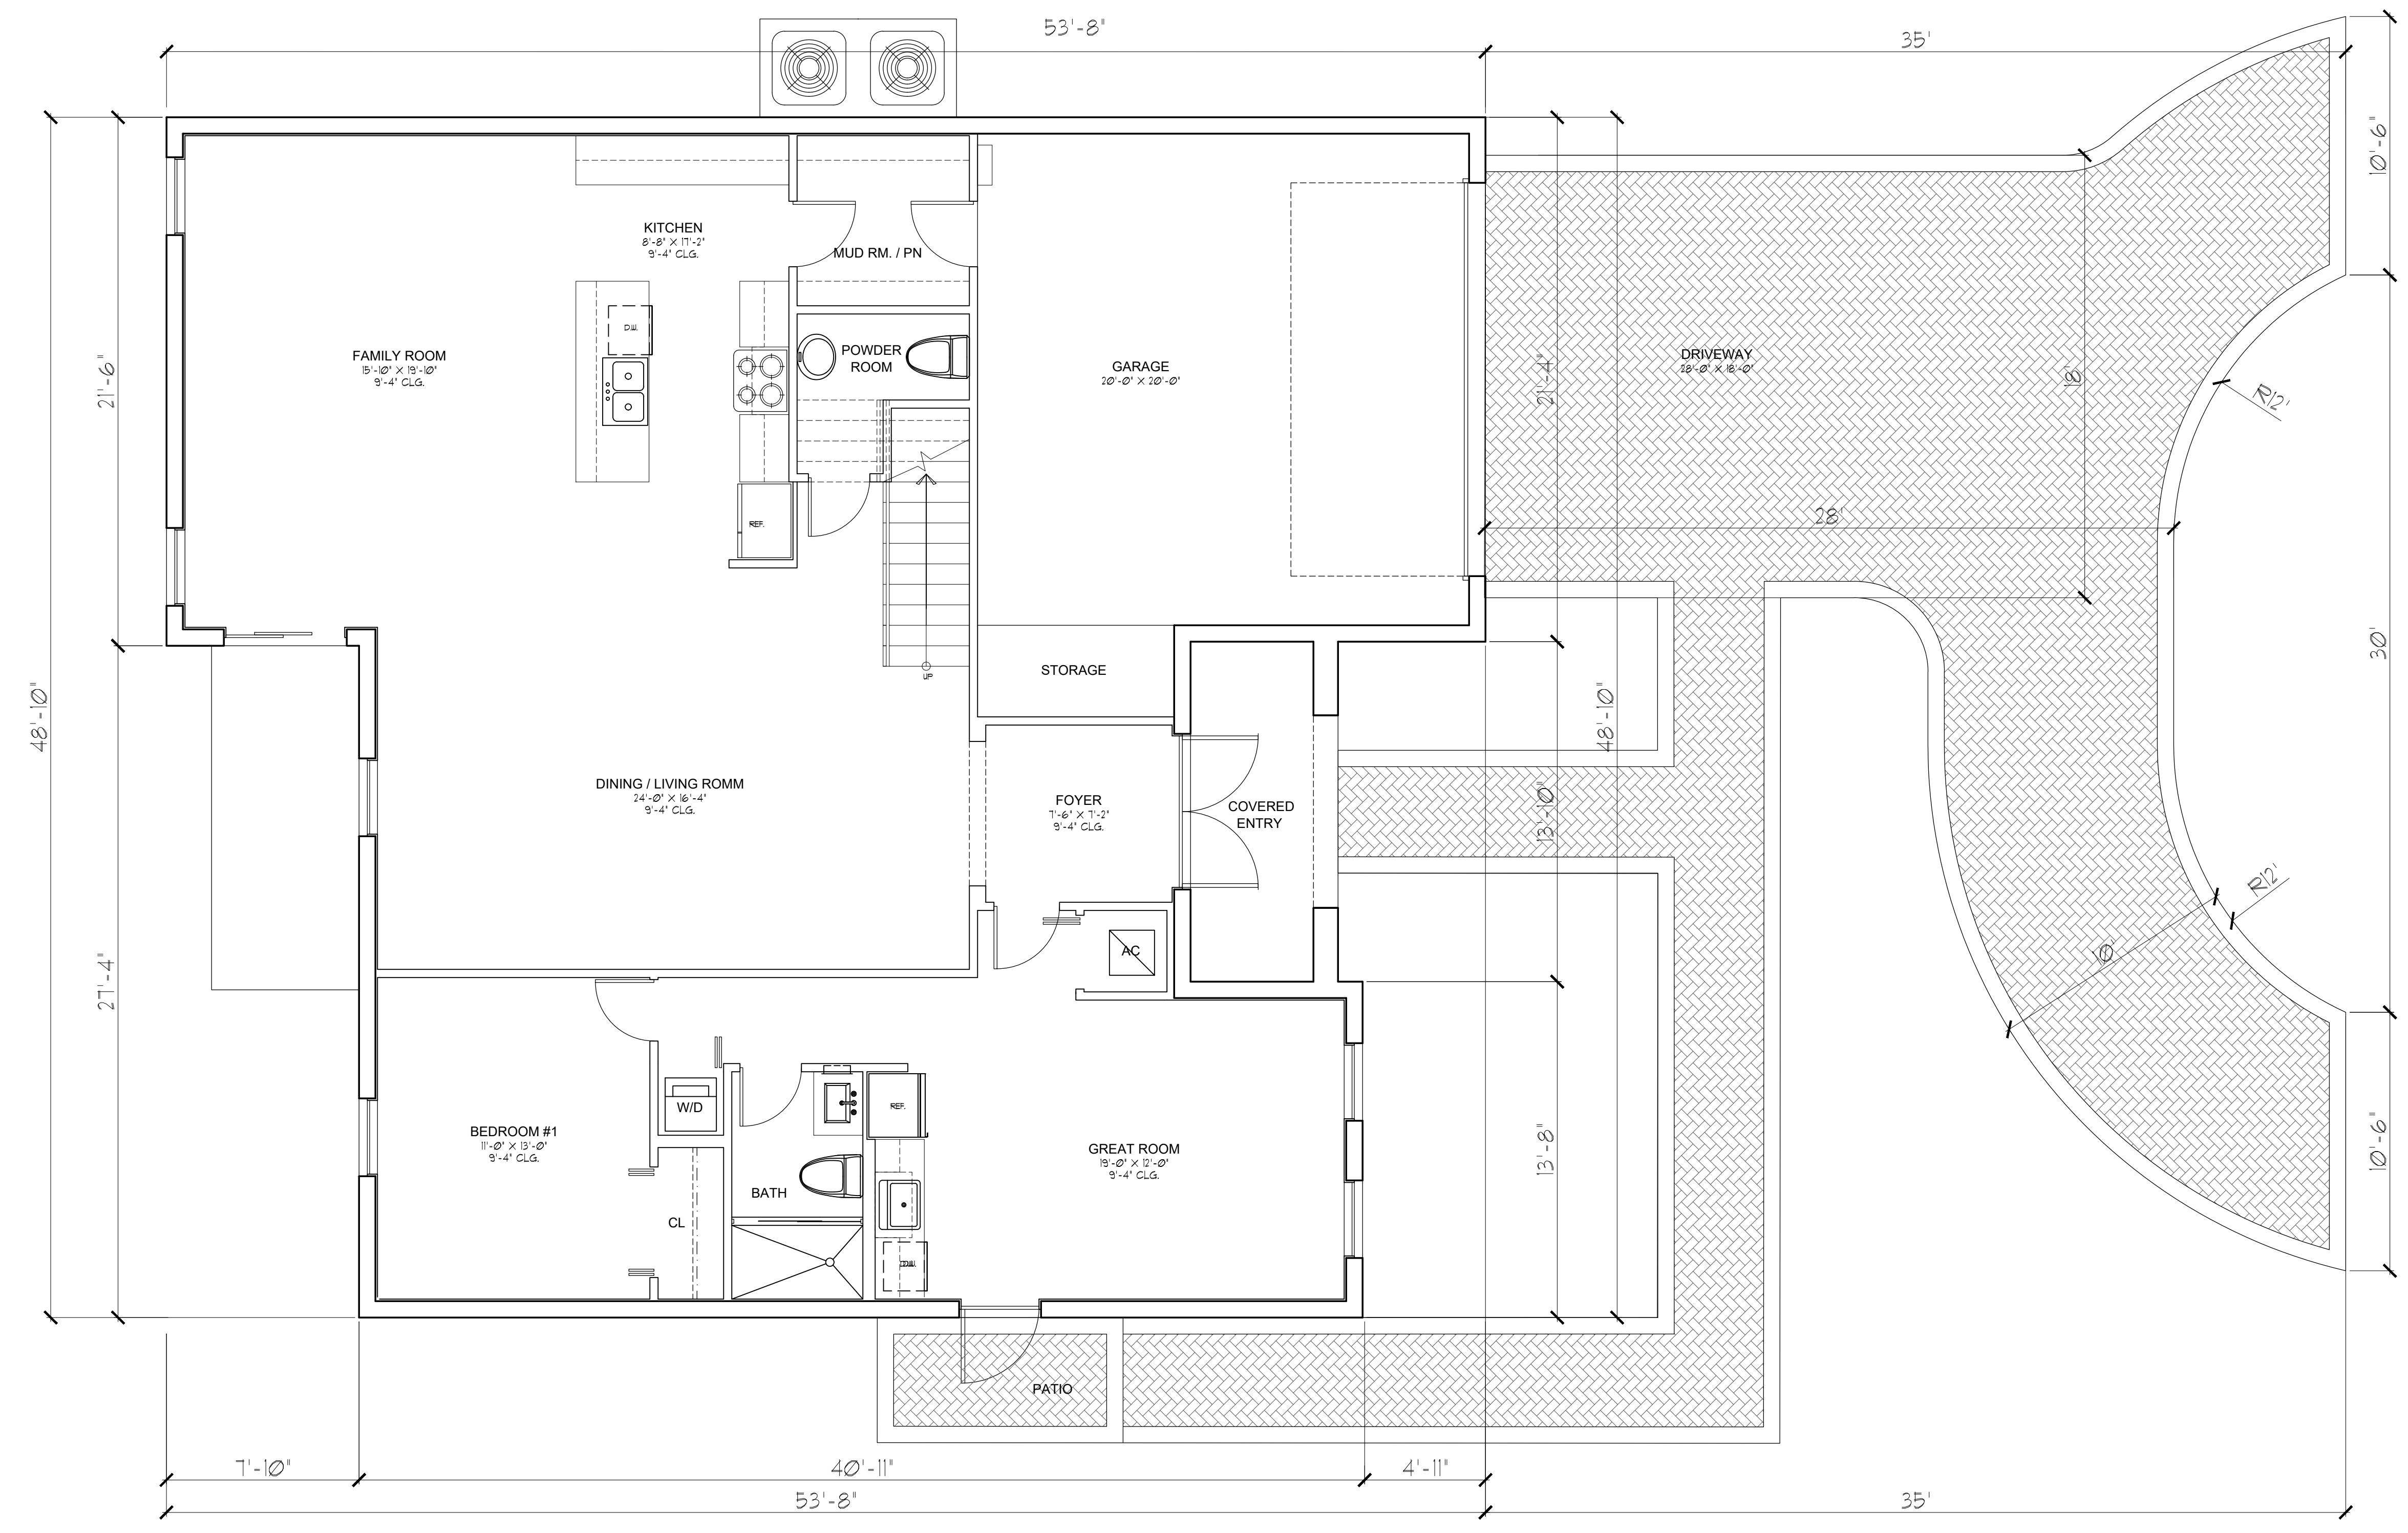 53'-8"
35'
10'-6"
KITCHEN
8'-8" X 17'-2"
9'-4" CLG.
MUD RM. / PN
D.W.
FAMILY ROOM
15'-10" X 19'-10"
9'-4" CLG.
POWDER
ROOM
GARAGE
20'-0" X 20'-0"
DRIVEWAY
28'-0" X 18'-0"
21'-6"
21'-4"
18'
R12'
REF.
28'
UP
STORAGE
48'-10"
48'-10"
30'
DINING / LIVING ROMM
24'-0" X 16'-4"
9'-4" CLG.
FOYER
7'-6" X 7'-2"
9'-4" CLG.
COVERED
ENTRY
13'-10"
R12'
AC
10'
27'-4"
W/D
REF.
BEDROOM #1
11'-0" X 13'-0"
9'-4" CLG.
GREAT ROOM
19'-0" X 12'-0"
9'-4" CLG.
13'-8"
10'-6"
BATH
CL
D.W.
PATIO
7'-10"
40'-11"
4'-11"
53'-8"
35'